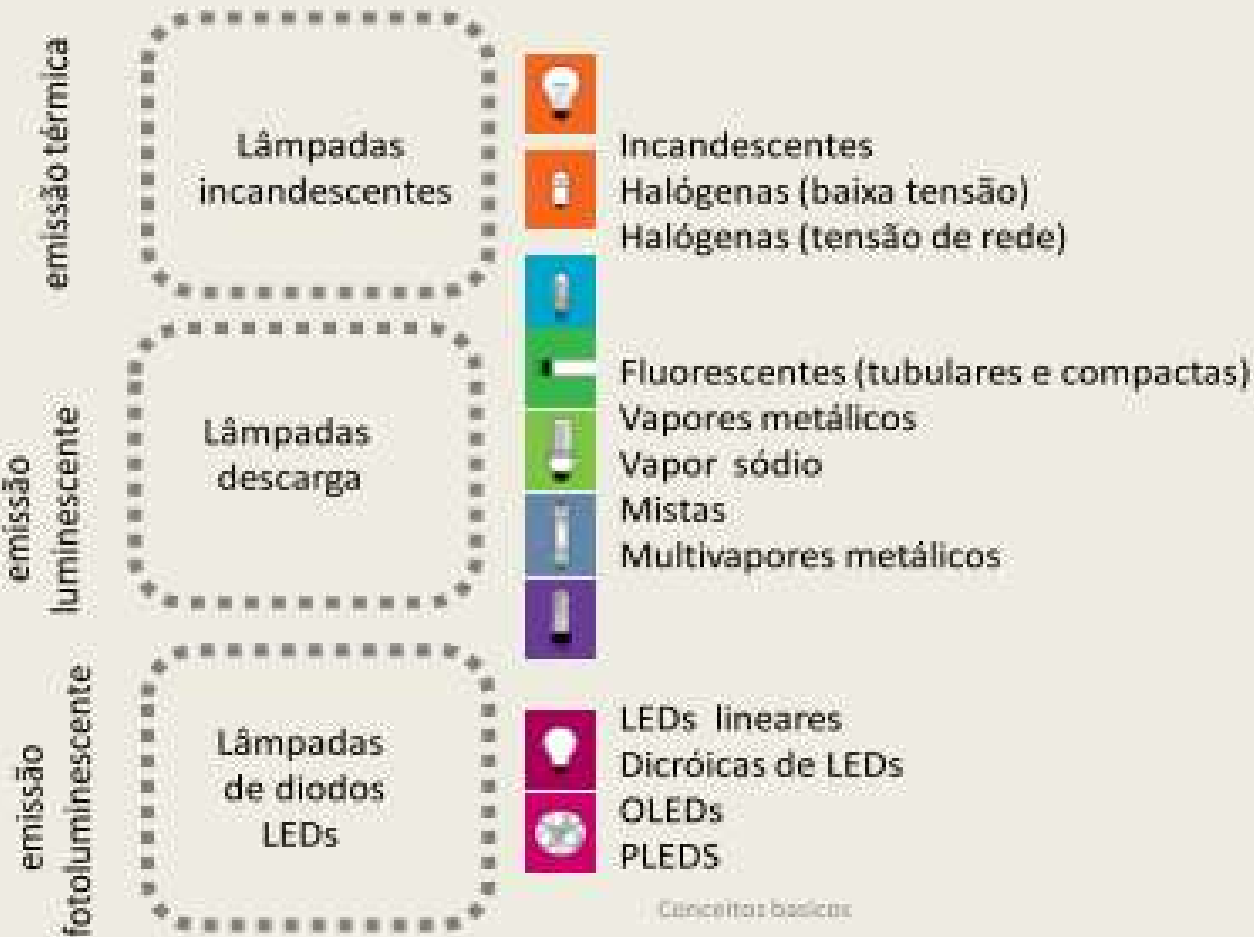 emissão térmica
Lâmpadas
incandescentes
Incandescentes
Halógenas (baixa tensão)
Halógenas (tensão de rede)
emissão
luminescente
Lâmpadas
descarga
Fluorescentes (tubulares e compactas)
Vapores metálicos
Vapor sódio
Mistas
Multivapores metálicos
emissão
fotoluminescente
Lâmpadas
de diodos
LEDs
LEDs lineares
Dicróicas de LEDs
OLEDs
PLEDS
Conceitos basicos